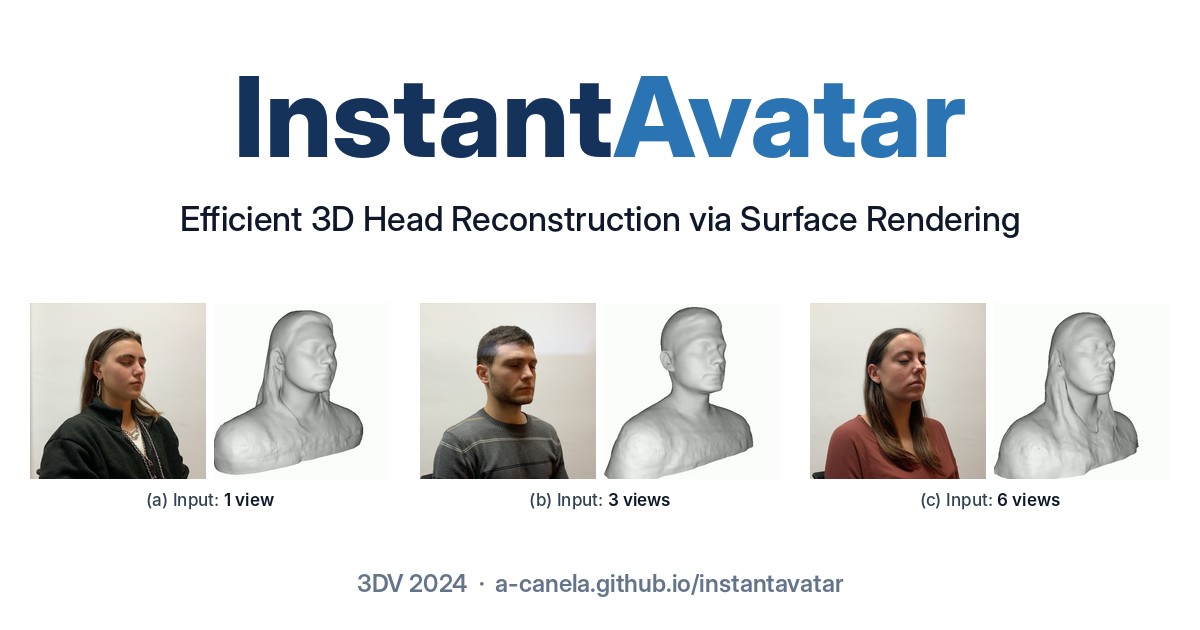 InstantAvatar
Efficient 3D Head Reconstruction via Surface Rendering
(a) Input: 1 view
(b) Input: 3 views
(c) Input: 6 views
3DV 2024 · a-canela.github.io/instantavatar